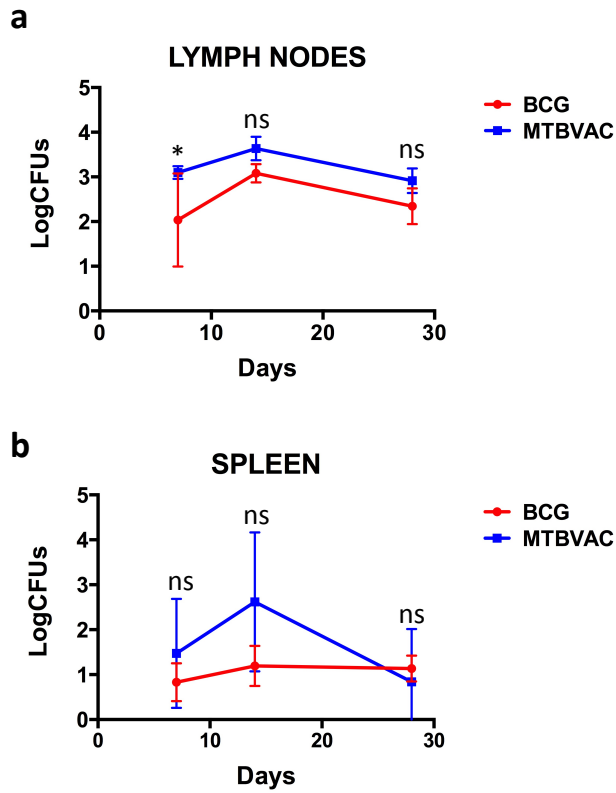 a
LYMPH NODES
5
4
3
2
1
0
LogCFUs
*
ns
ns
0
10
20
30
Days
BCG
MTBVAC
b
SPLEEN
5
4
3
2
1
0
LogCFUs
ns
ns
ns
0
10
20
30
Days
BCG
MTBVAC